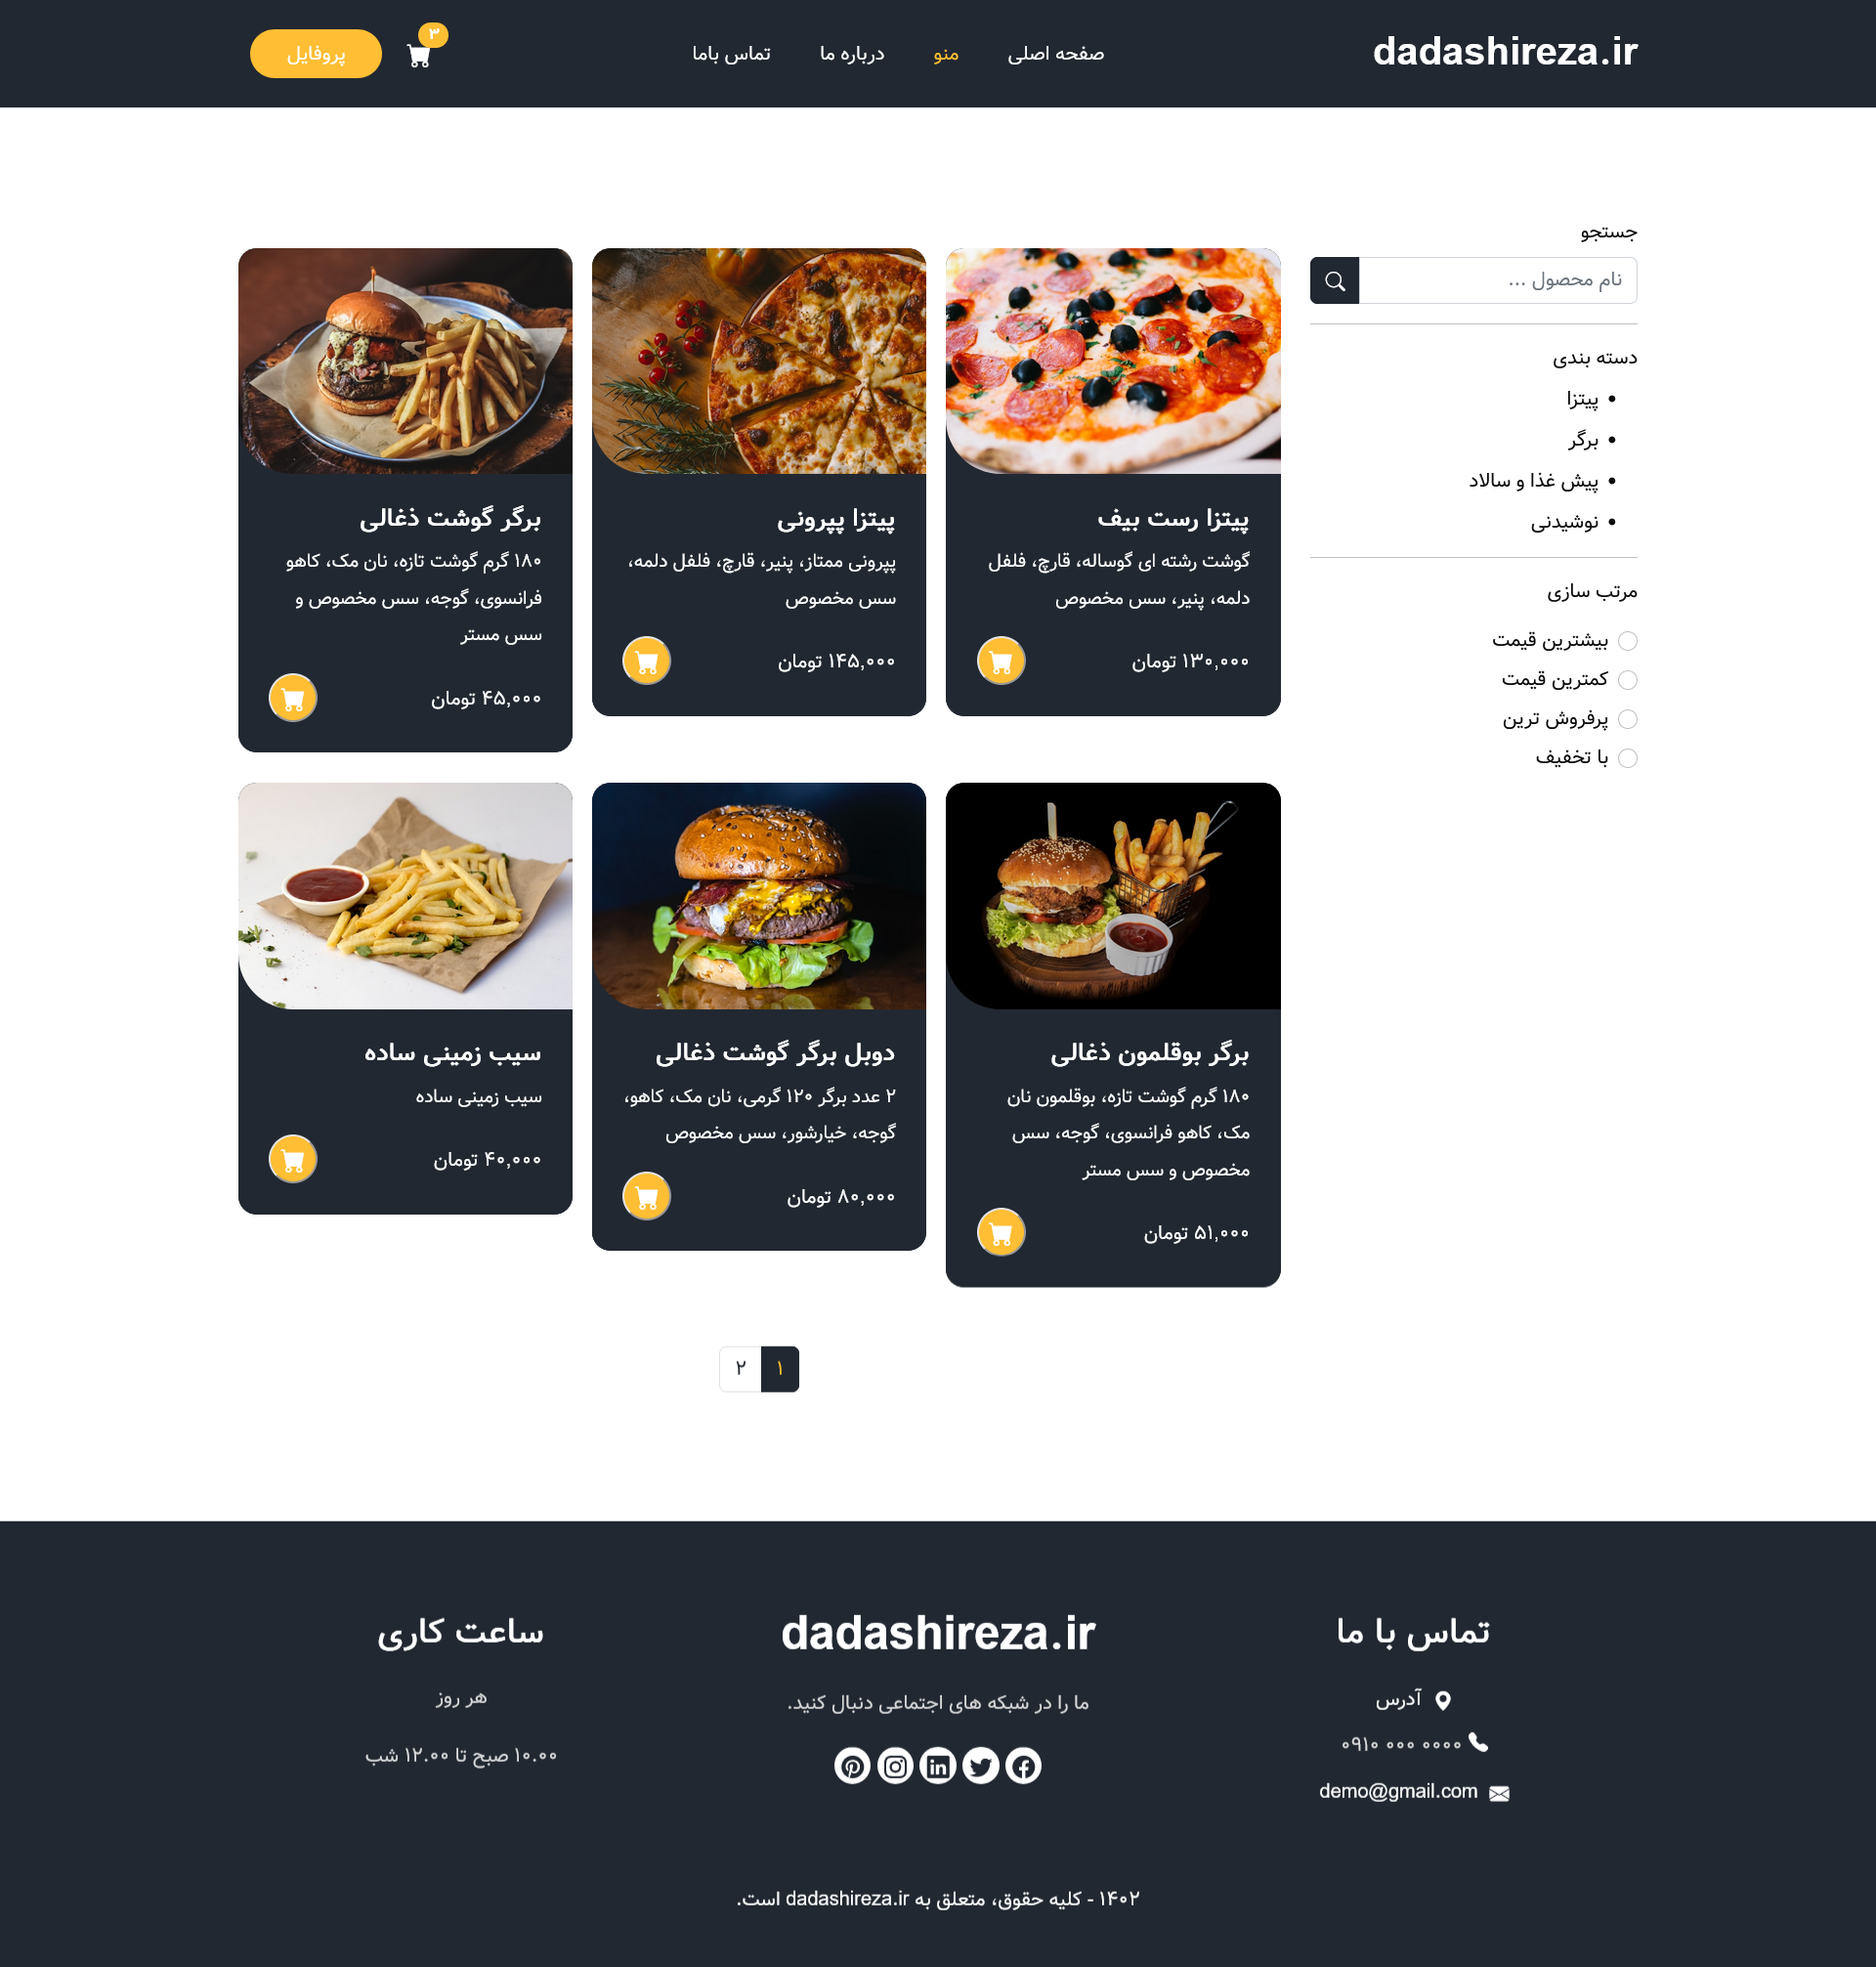 dadashireza.ir
صفحه اصلی
منو
درباره ما
تماس باما
۳
پروفایل
جستجو
نام محصول ...
دسته بندی
• پیتزا
• برگر
• پیش غذا و سالاد
• نوشیدنی
مرتب سازی
بیشترین قیمت
کمترین قیمت
پرفروش ترین
با تخفیف
پیتزا رست بیف
گوشت رشته ای گوساله، قارچ، فلفل
دلمه، پنیر، سس مخصوص
۱۳۰,۰۰۰ تومان
پیتزا پپرونی
پپرونی ممتاز، پنیر، قارچ، فلفل دلمه،
سس مخصوص
۱۴۵,۰۰۰ تومان
برگر گوشت ذغالی
۱۸۰ گرم گوشت تازه، نان مک، کاهو
فرانسوی، گوجه، سس مخصوص و
سس مستر
۴۵,۰۰۰ تومان
برگر بوقلمون ذغالی
۱۸۰ گرم گوشت تازه، بوقلمون نان
مک، کاهو فرانسوی، گوجه، سس
مخصوص و سس مستر
۵۱,۰۰۰ تومان
دوبل برگر گوشت ذغالی
۲ عدد برگر ۱۲۰ گرمی، نان مک، کاهو،
گوجه، خیارشور، سس مخصوص
۸۰,۰۰۰ تومان
سیب زمینی ساده
سیب زمینی ساده
۴۰,۰۰۰ تومان
۱
۲
تماس با ما
آدرس
۰۹۱۰ ۰۰۰ ۰۰۰۰
demo@gmail.com
dadashireza.ir
ما را در شبکه های اجتماعی دنبال کنید.
ساعت کاری
هر روز
۱۰.۰۰ صبح تا ۱۲.۰۰ شب
۱۴۰۲ - کلیه حقوق، متعلق به dadashireza.ir است.